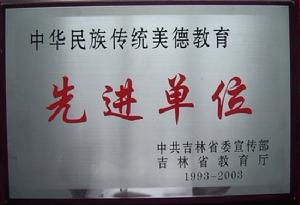 中华民族传统美德教育
先进单位
中共吉林省委宣传部
吉林省教育厅
1993-2003